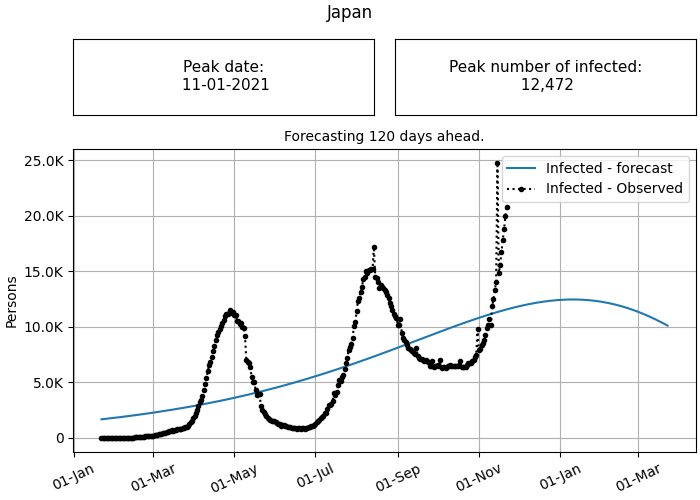 Japan
Peak date:
11-01-2021
Peak number of infected:
12,472
Forecasting 120 days ahead.
Infected - forecast
Infected - Observed
25.0K
20.0K
15.0K
10.0K
5.0K
0
Persons
01-Jan
01-Mar
01-May
01-Jul
01-Sep
01-Nov
01-Jan
01-Mar